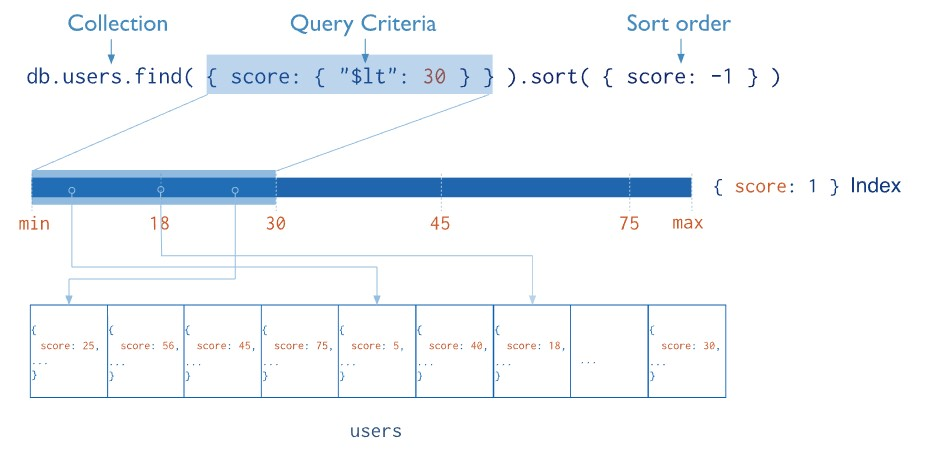 Collection Query Criteria Sort order
db.users.find( { score: { "$lt": 30 } } ).sort( { score: -1 } )
{ score: 1 } Index
min 18 30 45 75 max
{ { { { { { { {
score: 25, score: 56, score: 45, score: 75, score: 5, score: 40, score: 18, score: 30,
... ... ... ... ... ... ... ... ...
} } } } } } } }
users